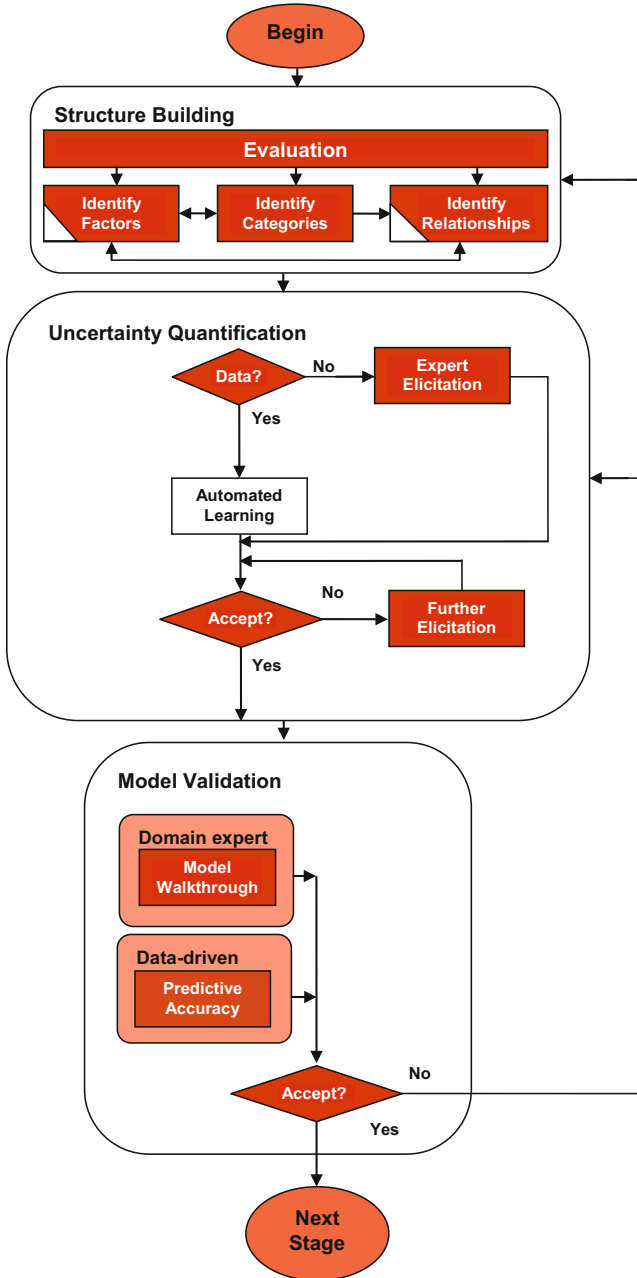 Begin
Structure Building
Evaluation
Identify
Factors
Identify
Categories
Identify
Relationships
Uncertainty Quantification
Data?
No
Expert
Elicitation
Yes
Automated
Learning
Accept?
No
Further
Elicitation
Yes
Model Validation
Domain expert
Model
Walkthrough
Data-driven
Predictive
Accuracy
Accept?
No
Yes
Next
Stage